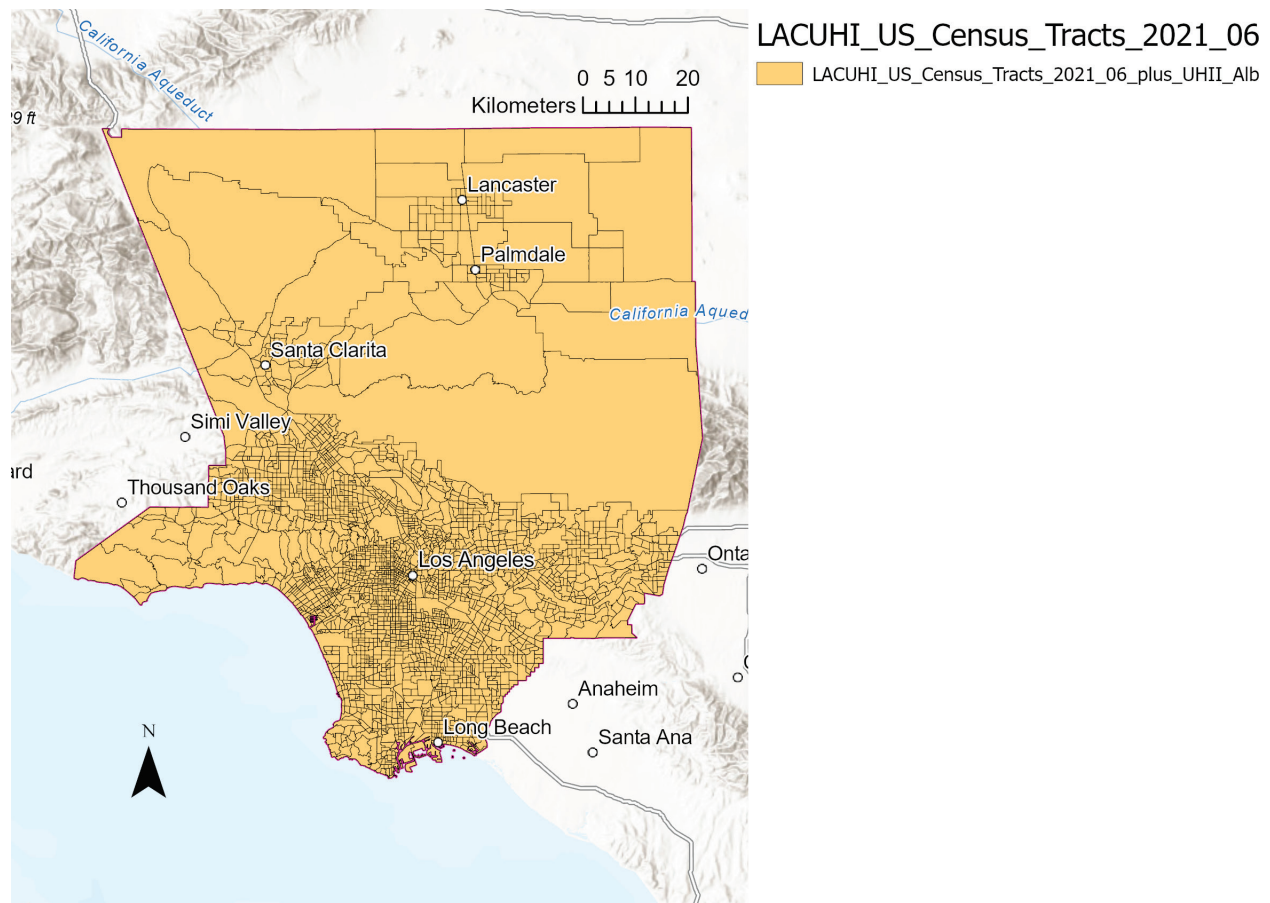 LACUHI_US_Census_Tracts_2021_06
LACUHI_US_Census_Tracts_2021_06_plus_UHII_Alb
California Aqueduct
0 5 10 20
Kilometers
9 ft
Lancaster
Palmdale
California Aqued
Santa Clarita
Simi Valley
ard
Thousand Oaks
Los Angeles
Onta
Anaheim
Long Beach
Santa Ana
N